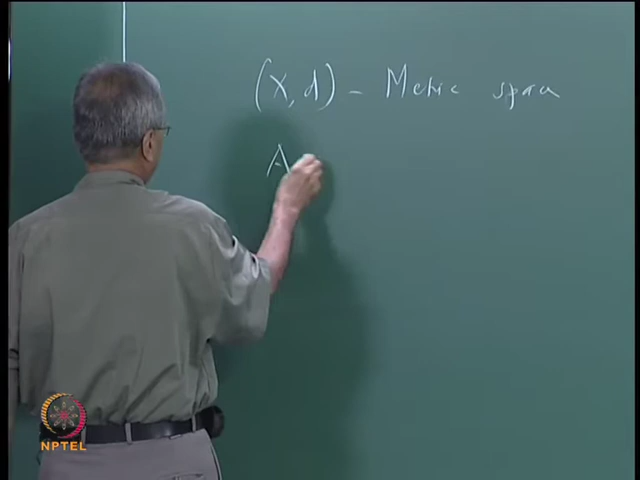 (X, d) - Metric space
A
NPTEL